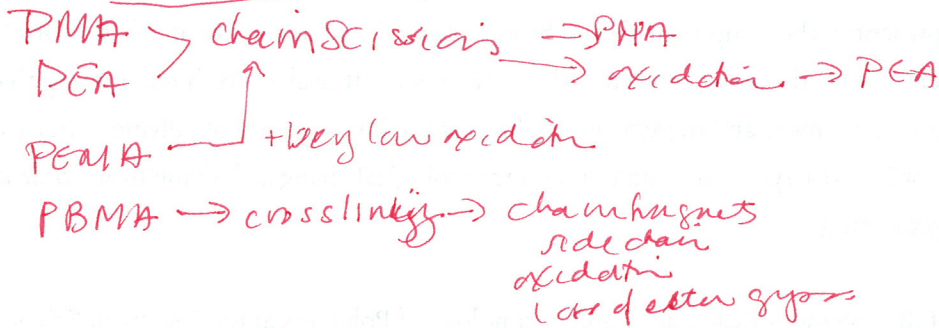 PMA > chain scission → PMA
PEA → oxidation → PEA
PEMA + very low oxidation
PBMA → crosslinking → chain fragments
side chain
oxidation
loss of ester groups